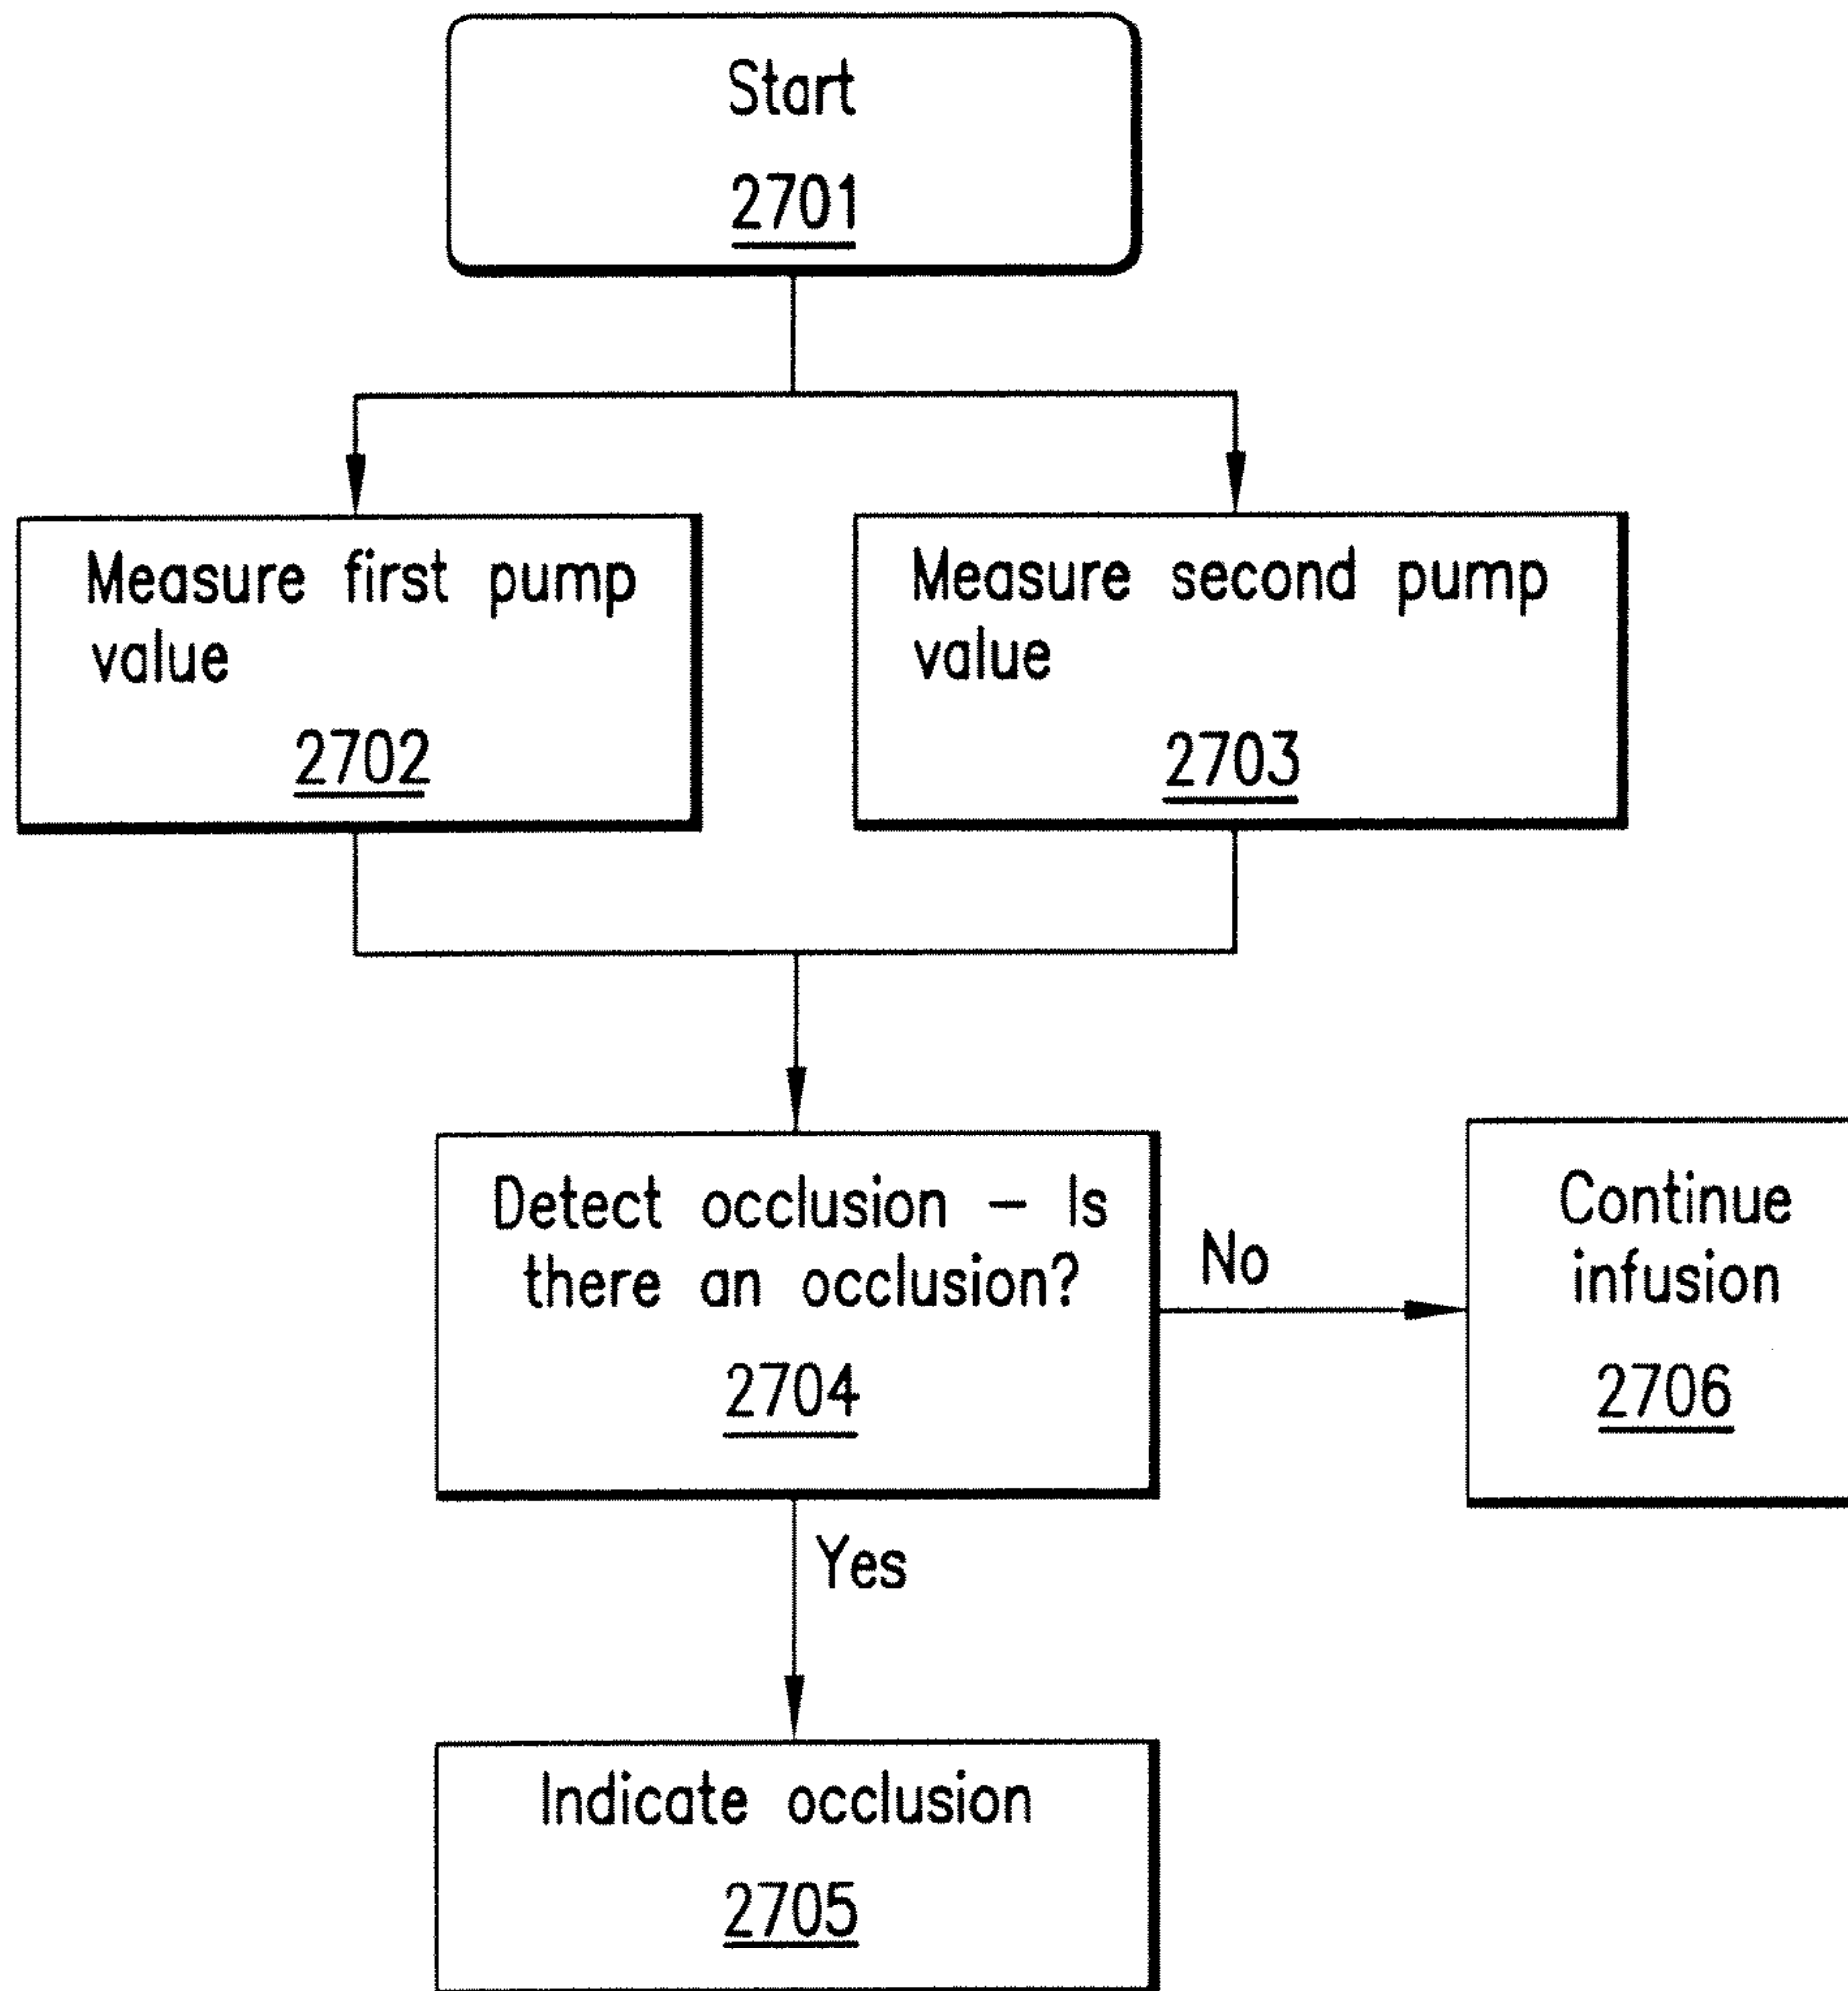 Start
2701
Measure first pump
value
2702
Measure second pump
value
2703
Detect occlusion – Is
there an occlusion?
2704
No
Continue
infusion
2706
Yes
Indicate occlusion
2705